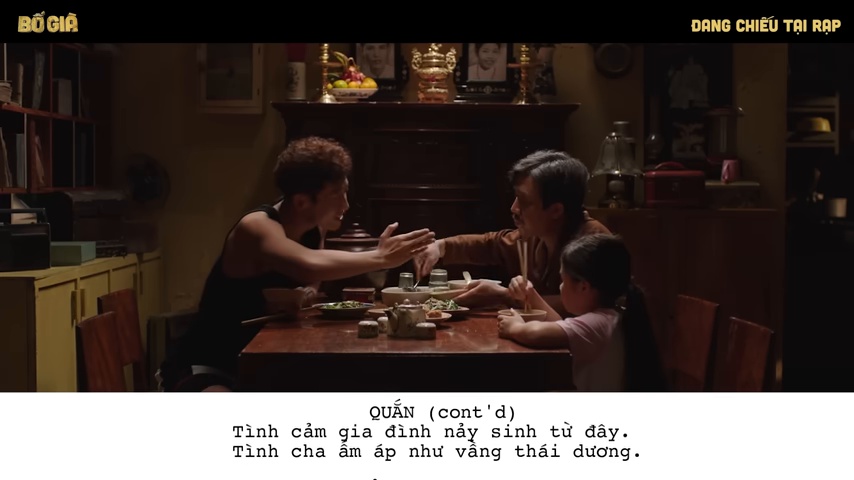 BỐ GIÀ
ĐANG CHIẾU TẠI RẠP
QUẮN (cont'd)
Tình cảm gia đình nảy sinh từ đây.
Tình cha ấm áp như vầng thái dương.